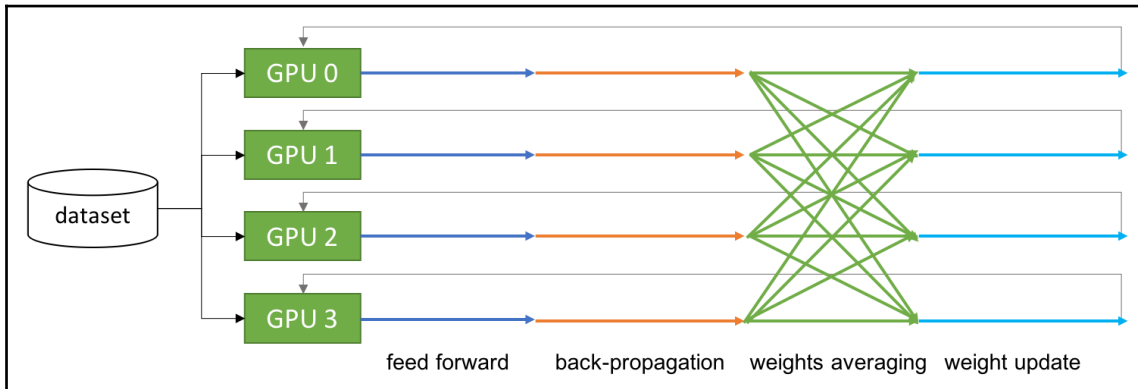 GPU 0
GPU 1
dataset
GPU 2
GPU 3
feed forward back-propagation weights averaging weight update